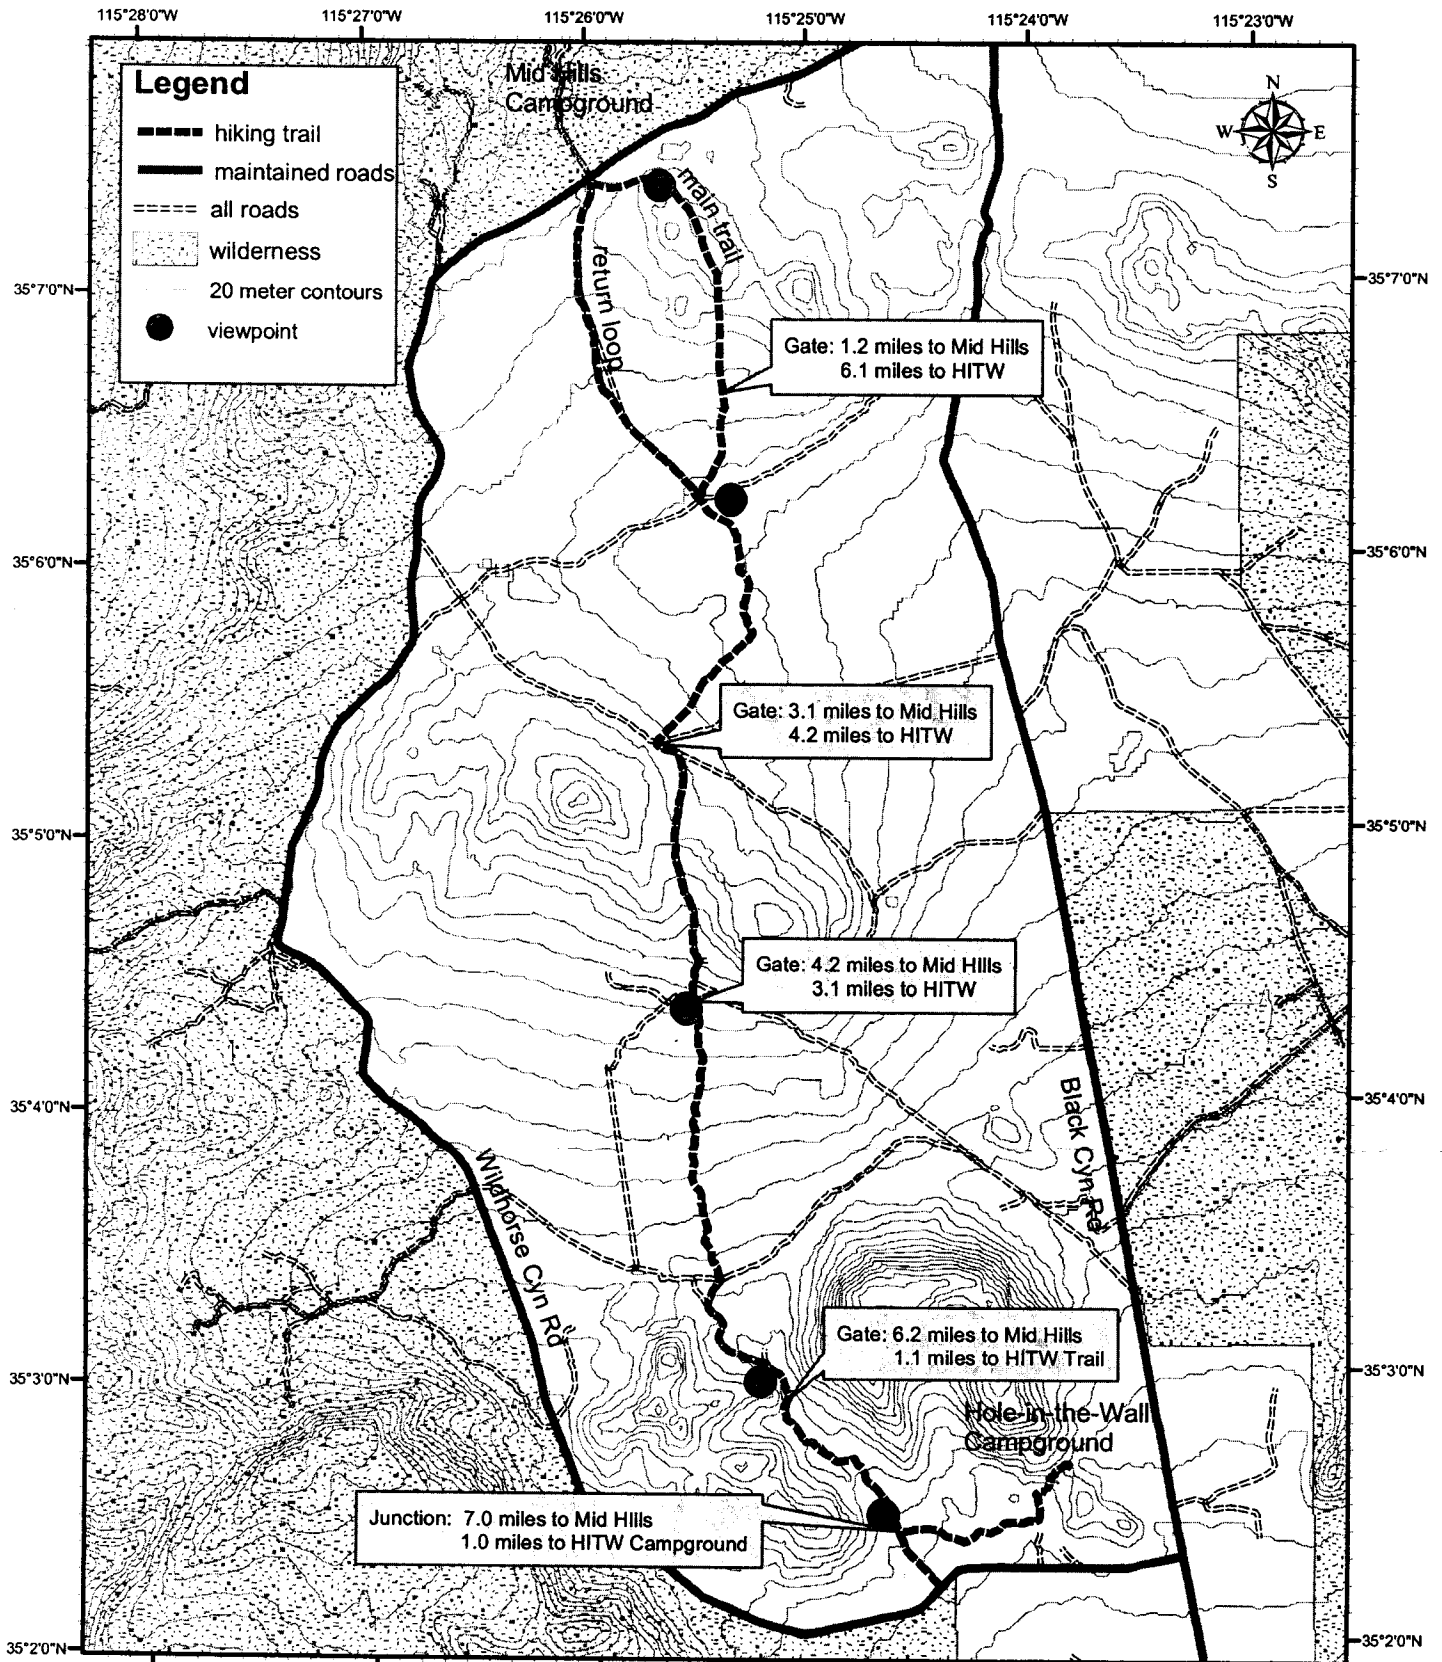 115°28'0"W
115°27'0"W
115°26'0"W
115°25'0"W
115°24'0"W
115°23'0"W
Legend
hiking trail
maintained roads
all roads
wilderness
20 meter contours
viewpoint
Mid Hills
Campground
N
W
E
S
main trail
return loop
35°7'0"N
35°7'0"N
Gate: 1.2 miles to Mid Hills
6.1 miles to HITW
35°6'0"N
35°6'0"N
Gate: 3.1 miles to Mid Hills
4.2 miles to HITW
35°5'0"N
35°5'0"N
Gate: 4.2 miles to Mid HIlls
3.1 miles to HITW
35°4'0"N
35°4'0"N
Black Cyn Rd
Wildhorse Cyn Rd
Gate: 6.2 miles to Mid Hills
1.1 miles to HITW Trail
35°3'0"N
35°3'0"N
Hole-in-the-Wall
Campground
Junction: 7.0 miles to Mid HIlls
1.0 miles to HITW Campground
35°2'0"N
35°2'0"N